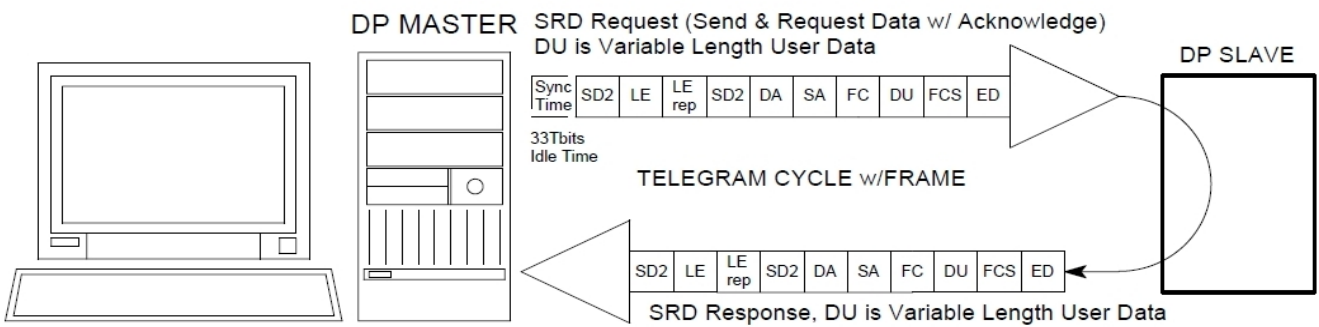 DP MASTER
SRD Request (Send & Request Data w/ Acknowledge)
DU is Variable Length User Data
DP SLAVE
Sync Time SD2 LE LE rep SD2 DA SA FC DU FCS ED
33Tbits
Idle Time
TELEGRAM CYCLE w/FRAME
SD2 LE LE rep SD2 DA SA FC DU FCS ED
SRD Response, DU is Variable Length User Data